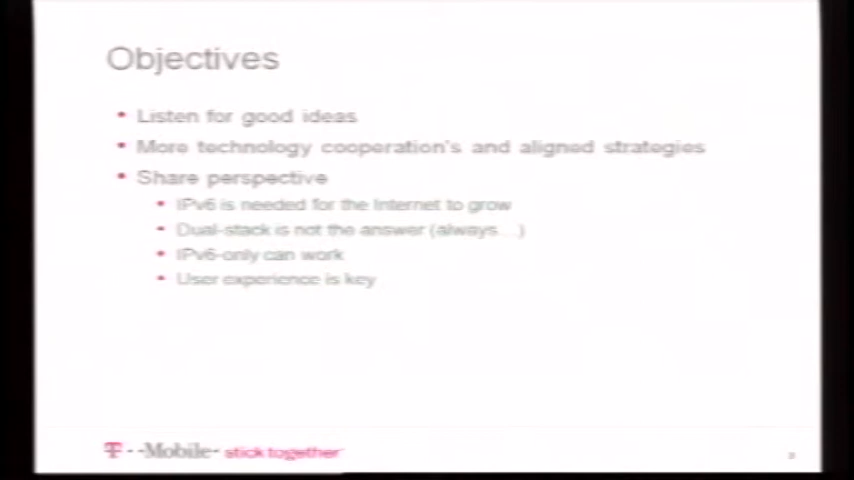 Objectives
• Listen for good ideas
• More technology cooperation's and aligned strategies
• Share perspective
• IPv6 is needed for the Internet to grow
• Dual-stack is not the answer (always…)
• IPv6-only can work
• User experience is key
T··Mobile· stick together